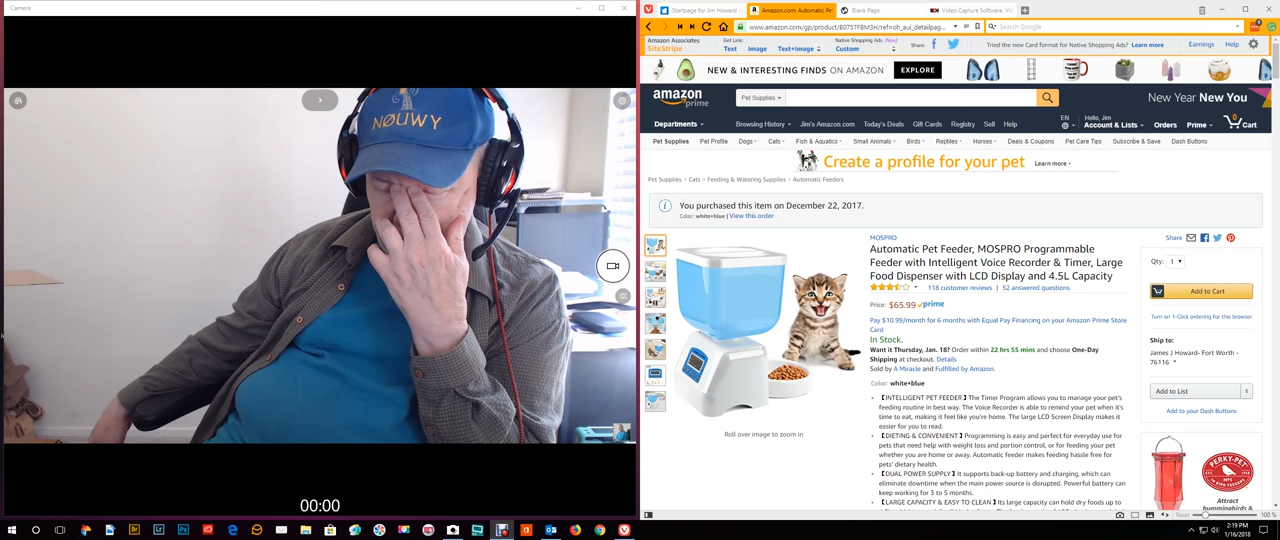 Camera
NØUWY
00:00
Startpage for Jim Howard
Amazon.com: Automatic Pe
Blank Page
Video Capture Software, Vi
www.amazon.com/gp/product/B0757FBM3H/ref=oh_aui_detailpag...
Search Google
Amazon Associates
SiteStripe
Get Link:
Text Image Text+Image
Native Shopping Ads (New)
Custom
Share:
Tried the new Card format for Native Shopping Ads? Learn more
Earnings Help
NEW & INTERESTING FINDS ON AMAZON EXPLORE
amazon prime
Pet Supplies
New Year New You
Departments
Browsing History Jim's Amazon.com Today's Deals Gift Cards Registry Sell Help
EN
Hello, Jim
Account & Lists Orders Prime
0 Cart
Pet Supplies Pet Profile Dogs Cats Fish & Aquatics Small Animals Birds Reptiles Horses Deals & Coupons Pet Care Tips Subscribe & Save Dash Buttons
Create a profile for your pet Learn more
Pet Supplies › Cats › Feeding & Watering Supplies › Automatic Feeders
You purchased this item on December 22, 2017.
Color: white+blue | View this order
MOSPRO
Automatic Pet Feeder, MOSPRO Programmable
Feeder with Intelligent Voice Recorder & Timer, Large
Food Dispenser with LCD Display and 4.5L Capacity
118 customer reviews | 52 answered questions
Price: $65.99 prime
Pay $10.99/month for 6 months with Equal Pay Financing on your Amazon Prime Store
Card
In Stock.
Want it Thursday, Jan. 18? Order within 22 hrs 55 mins and choose One-Day
Shipping at checkout. Details
Sold by A Miracle and Fulfilled by Amazon.
Color: white+blue
【INTELLIGENT PET FEEDER】The Timer Program allows you to manage your pet's
feeding routine in best way. The Voice Recorder is able to remind your pet when it's
time to eat, making it feel like you're home. The large LCD Screen Display makes it
easier for you to read.
【DIETING & CONVENIENT】Programming is easy and perfect for everyday use for
pets that need help with weight loss and portion control, or for feeding your pet
whether you are home or away. Automatic feeder makes feeding hassle free for
pets' dietary health.
【DUAL POWER SUPPLY】It supports back-up battery and charging, which can
eliminate downtime when the main power source is disrupted. Powerful battery can
keep working for 3 to 5 months.
【LARGE CAPACITY & EASY TO CLEAN】Its large capacity can hold dry foods up to
Roll over image to zoom in
Share
Qty: 1
Add to Cart
Turn on 1-Click ordering for this browser
Ship to:
James J Howard- Fort Worth -
76116
Add to List
Add to your Dash Buttons
PERKY-PET
Attract
hummingbirds &
Reset
100 %
2:19 PM
1/16/2018